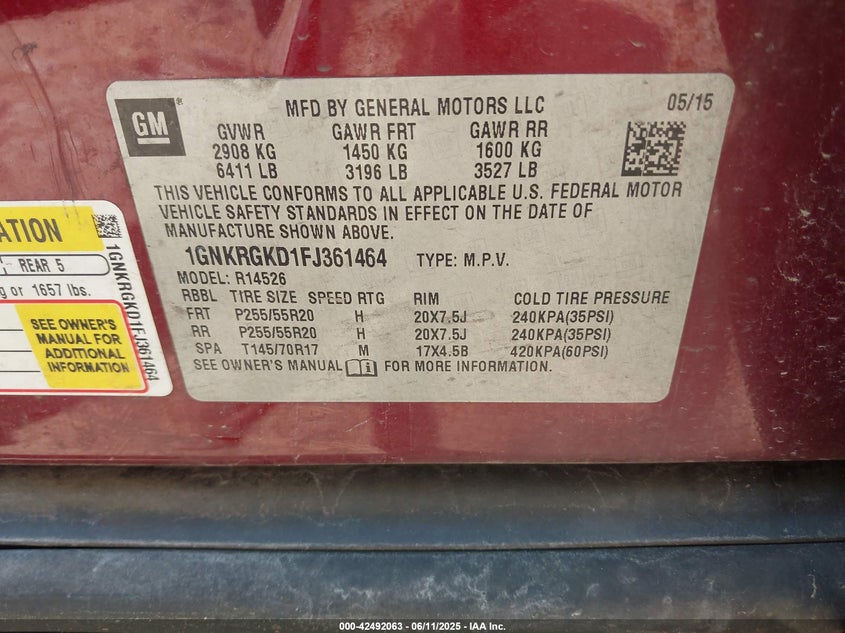 GM
MFD BY GENERAL MOTORS LLC 05/15
GVWR GAWR FRT GAWR RR
2908 KG 1450 KG 1600 KG
6411 LB 3196 LB 3527 LB
THIS VEHICLE CONFORMS TO ALL APPLICABLE U.S. FEDERAL MOTOR
VEHICLE SAFETY STANDARDS IN EFFECT ON THE DATE OF
MANUFACTURE SHOWN ABOVE.
1GNKRGKD1FJ361464 TYPE: M.P.V.
MODEL: R14526
RBBL TIRE SIZE SPEED RTG RIM COLD TIRE PRESSURE
FRT P255/55R20 H 20X7.5J 240KPA(35PSI)
RR P255/55R20 H 20X7.5J 240KPA(35PSI)
SPA T145/70R17 M 17X4.5B 420KPA(60PSI)
SEE OWNER'S MANUAL FOR MORE INFORMATION.
REAR 5
or 1657 lbs.
SEE OWNER'S
MANUAL FOR
ADDITIONAL
INFORMATION
1GNKRGKD1FJ361464
000-42492063 - 06/11/2025 - IAA Inc.